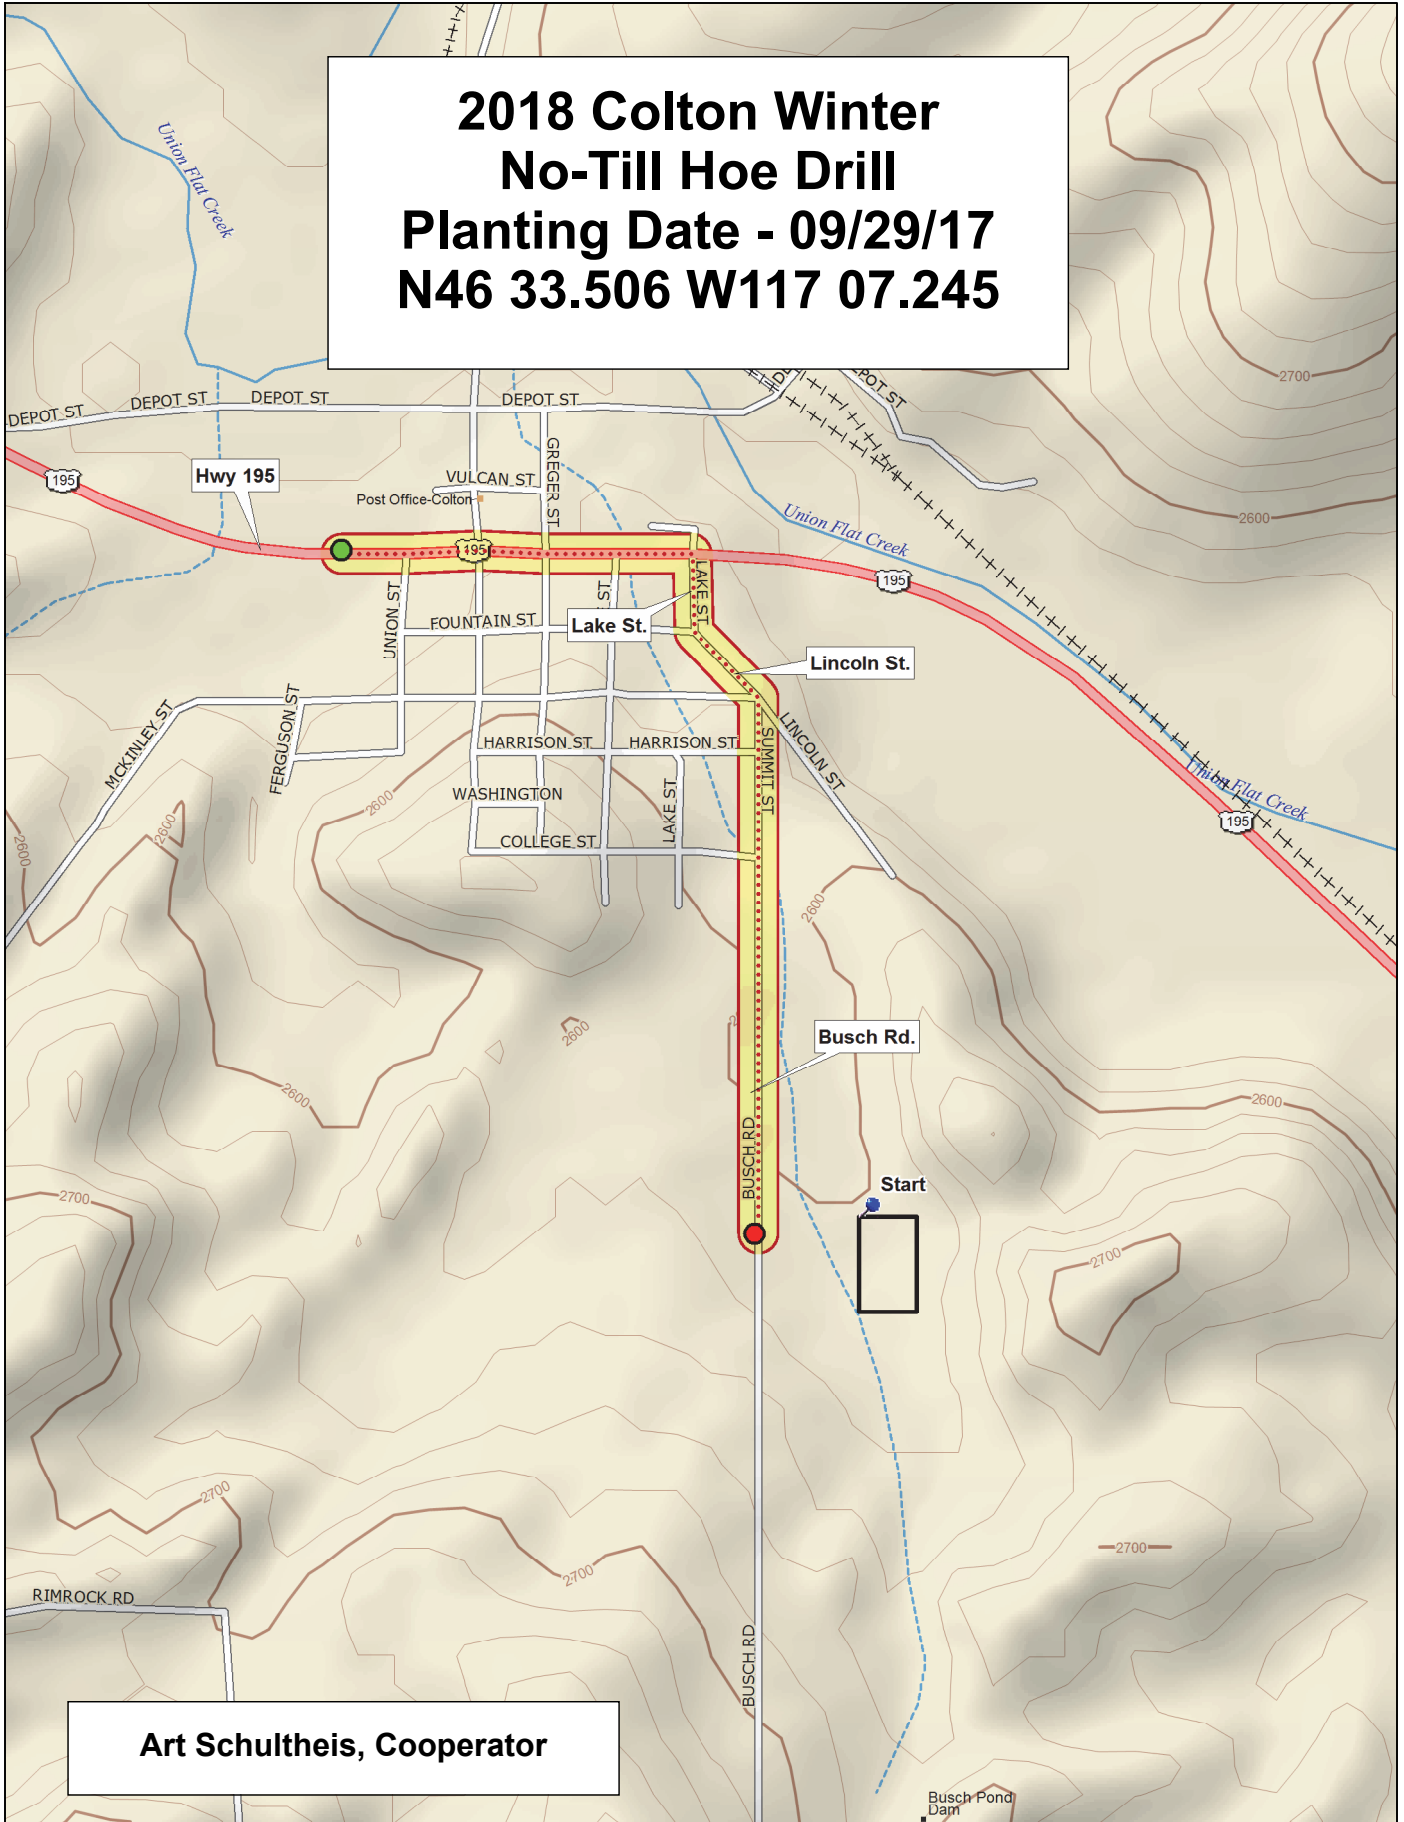 2018 Colton Winter
No-Till Hoe Drill
Planting Date - 09/29/17
N46 33.506 W117 07.245
Union Flat Creek
DEPOT ST
DEPOT ST
DEPOT ST
DEPOT ST
2700
195
Hwy 195
VULCAN ST
GREGER ST
Post Office-Colton
Union Flat Creek
2600
195
195
UNION ST
FOUNTAIN ST
Lake St.
LAKE ST
Lincoln St.
MCKINLEY ST
FERGUSON ST
HARRISON ST
HARRISON ST
SUMMIT ST
LINCOLN ST
Union Flat Creek
195
WASHINGTON
LAKE ST
COLLEGE ST
2600
2600
2600
2600
2600
Busch Rd.
2600
2600
BUSCH RD
Start
2700
2700
2700
2700
2700
RIMROCK RD
BUSCH RD
Art Schultheis, Cooperator
Busch Pond
Dam